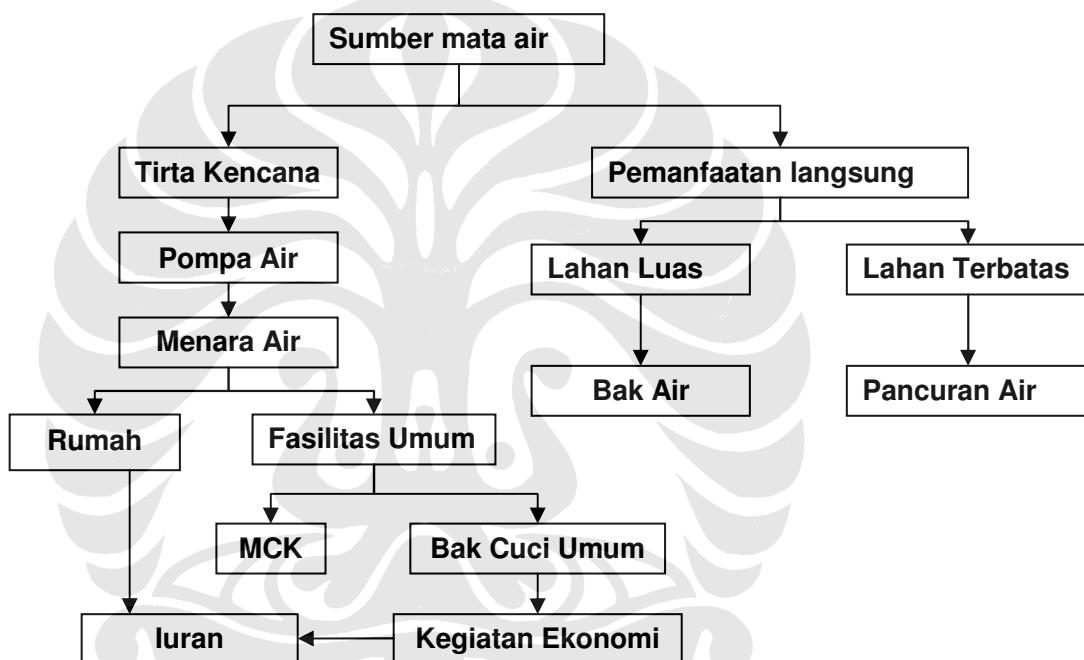 Sumber mata air
Tirta Kencana
Pemanfaatan langsung
Pompa Air
Lahan Luas
Lahan Terbatas
Menara Air
Bak Air
Pancuran Air
Rumah
Fasilitas Umum
MCK
Bak Cuci Umum
Iuran
Kegiatan Ekonomi